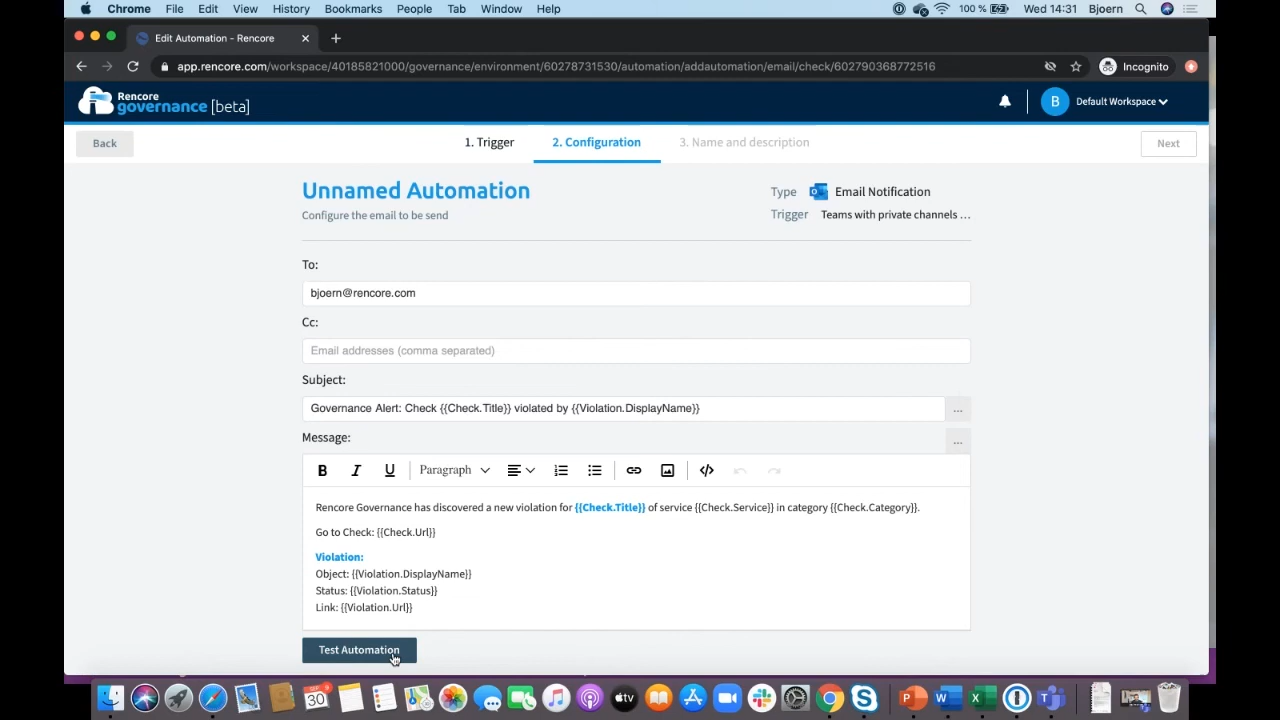 Chrome File Edit View History Bookmarks People Tab Window Help 100 % Wed 14:31 Bjoern
Edit Automation - Rencore
app.rencore.com/workspace/40185821000/governance/environment/60278731530/automation/addautomation/email/check/602790368772516 Incognito
Rencore
governance [beta]
B Default Workspace
Back 1. Trigger 2. Configuration 3. Name and description Next
Unnamed Automation
Configure the email to be send
Type Email Notification
Trigger Teams with private channels ...
To:
bjoern@rencore.com
Cc:
Email addresses (comma separated)
Subject:
Governance Alert: Check {{Check.Title}} violated by {{Violation.DisplayName}} ...
Message: ...
B I U Paragraph
Rencore Governance has discovered a new violation for {{Check.Title}} of service {{Check.Service}} in category {{Check.Category}}.
Go to Check: {{Check.Url}}
Violation:
Object: {{Violation.DisplayName}}
Status: {{Violation.Status}}
Link: {{Violation.Url}}
Test Automation